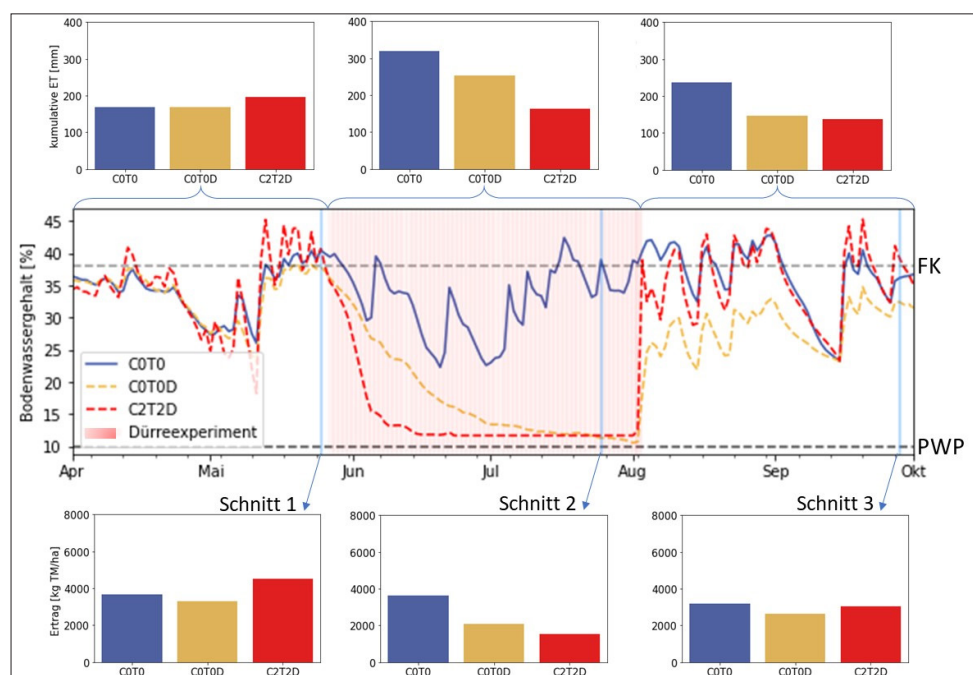 400
300
200
100
0
kumulative ET [mm]
C0T0 C0T0D C2T2D
400
300
200
100
0
C0T0 C0T0D C2T2D
400
300
200
100
0
C0T0 C0T0D C2T2D
45
40
35
30
25
20
15
10
Bodenwassergehalt [%]
C0T0
C0T0D
C2T2D
Dürreexperiment
FK
PWP
Apr Mai Jun Jul Aug Sep Okt
Schnitt 1 Schnitt 2 Schnitt 3
8000
6000
4000
2000
0
Ertrag [kg TM/ha]
C0T0 C0T0D C2T2D
8000
6000
4000
2000
0
C0T0 C0T0D C2T2D
8000
6000
4000
2000
0
C0T0 C0T0D C2T2D